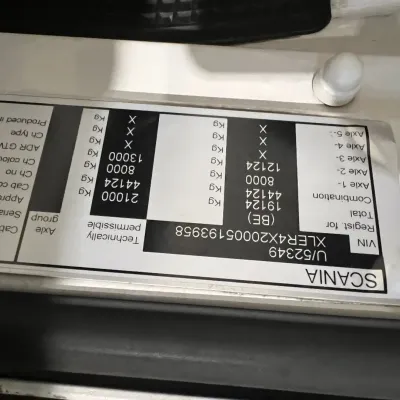 SCANIA
U/52349
VIN XLER4X20005193958
Regist for (BE) Technically permissible Axle group
Total 19124 Kg 21000 Kg
Combination 44124 Kg 44124 Kg
Axle 1- 8000 Kg 8000 Kg
Axle 2- 12124 Kg 13000 Kg
Axle 3- X Kg X Kg
Axle 4- X Kg X Kg
Axle 5-: X Kg X Kg
Ch no
ADR GTV
Ch type
Produced in